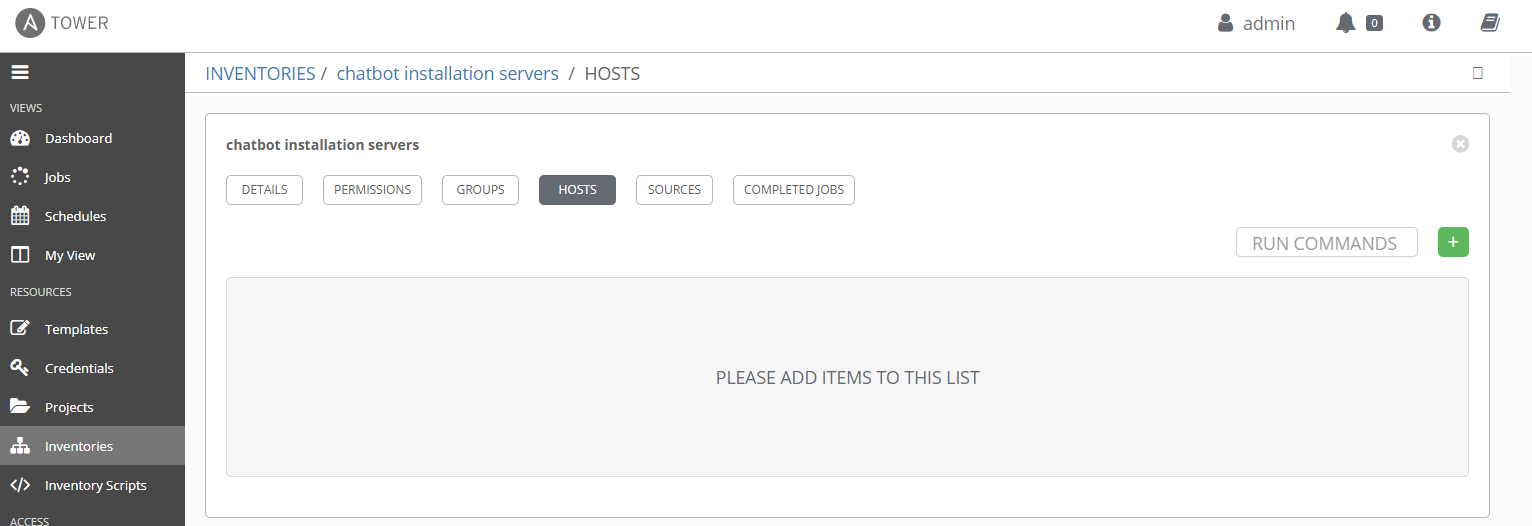 TOWER
admin
0
VIEWS
Dashboard
Jobs
Schedules
My View
RESOURCES
Templates
Credentials
Projects
Inventories
Inventory Scripts
ACCESS
INVENTORIES / chatbot installation servers / HOSTS
chatbot installation servers
DETAILS PERMISSIONS GROUPS HOSTS SOURCES COMPLETED JOBS
RUN COMMANDS +
PLEASE ADD ITEMS TO THIS LIST